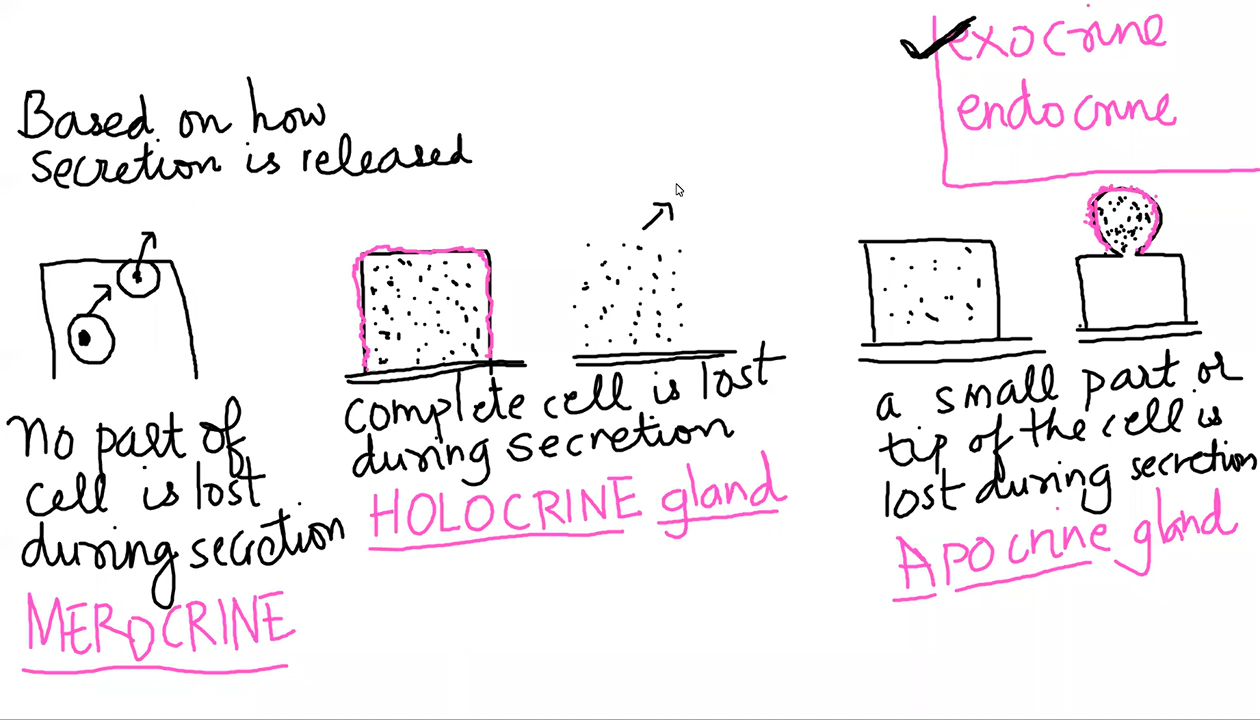 exocrine
endocrine
Based on how
secretion is released
No part of
cell is lost
during secretion
MEROCRINE
complete cell is lost
during secretion
HOLOCRINE gland
a small part or
tip of the cell is
lost during secretion
Apocrine gland